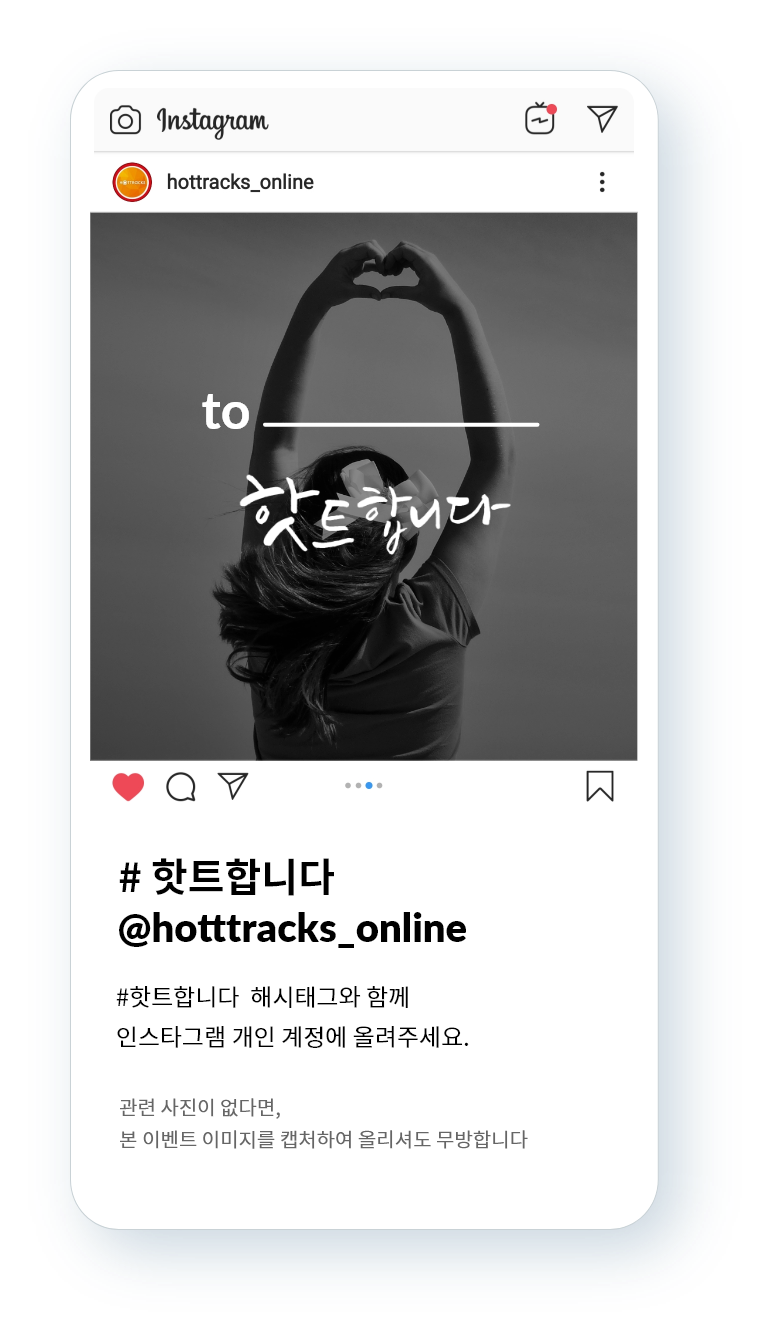 Instagram
HOTTRACKS
hottracks_online
to
핫트합니다
# 핫트합니다
@hotttracks_online
#핫트합니다 해시태그와 함께
인스타그램 개인 계정에 올려주세요.
관련 사진이 없다면,
본 이벤트 이미지를 캡처하여 올리셔도 무방합니다